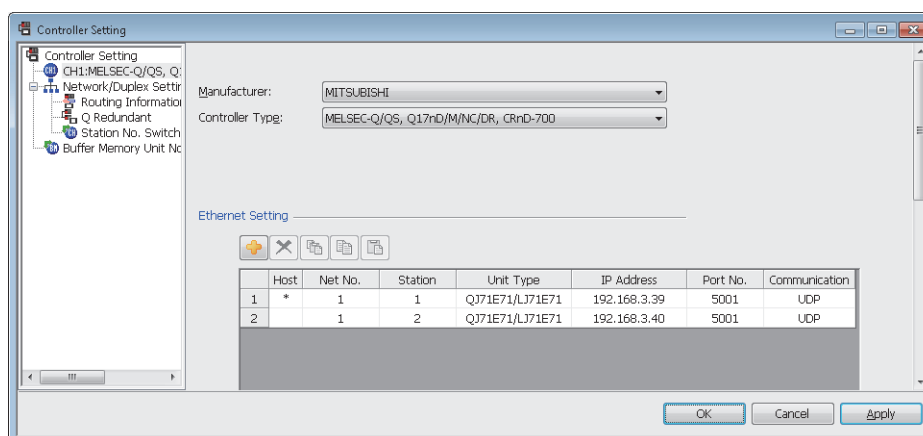 Controller Setting
Controller Setting
CH1:MELSEC-Q/QS, Q1
Network/Duplex Settin
Routing Information
Q Redundant
Station No. Switch
Buffer Memory Unit No
Manufacturer: MITSUBISHI
Controller Type: MELSEC-Q/QS, Q17nD/M/NC/DR, CRnD-700
Ethernet Setting
Host Net No. Station Unit Type IP Address Port No. Communication
1 * 1 1 QJ71E71/LJ71E71 192.168.3.39 5001 UDP
2 1 2 QJ71E71/LJ71E71 192.168.3.40 5001 UDP
OK Cancel Apply